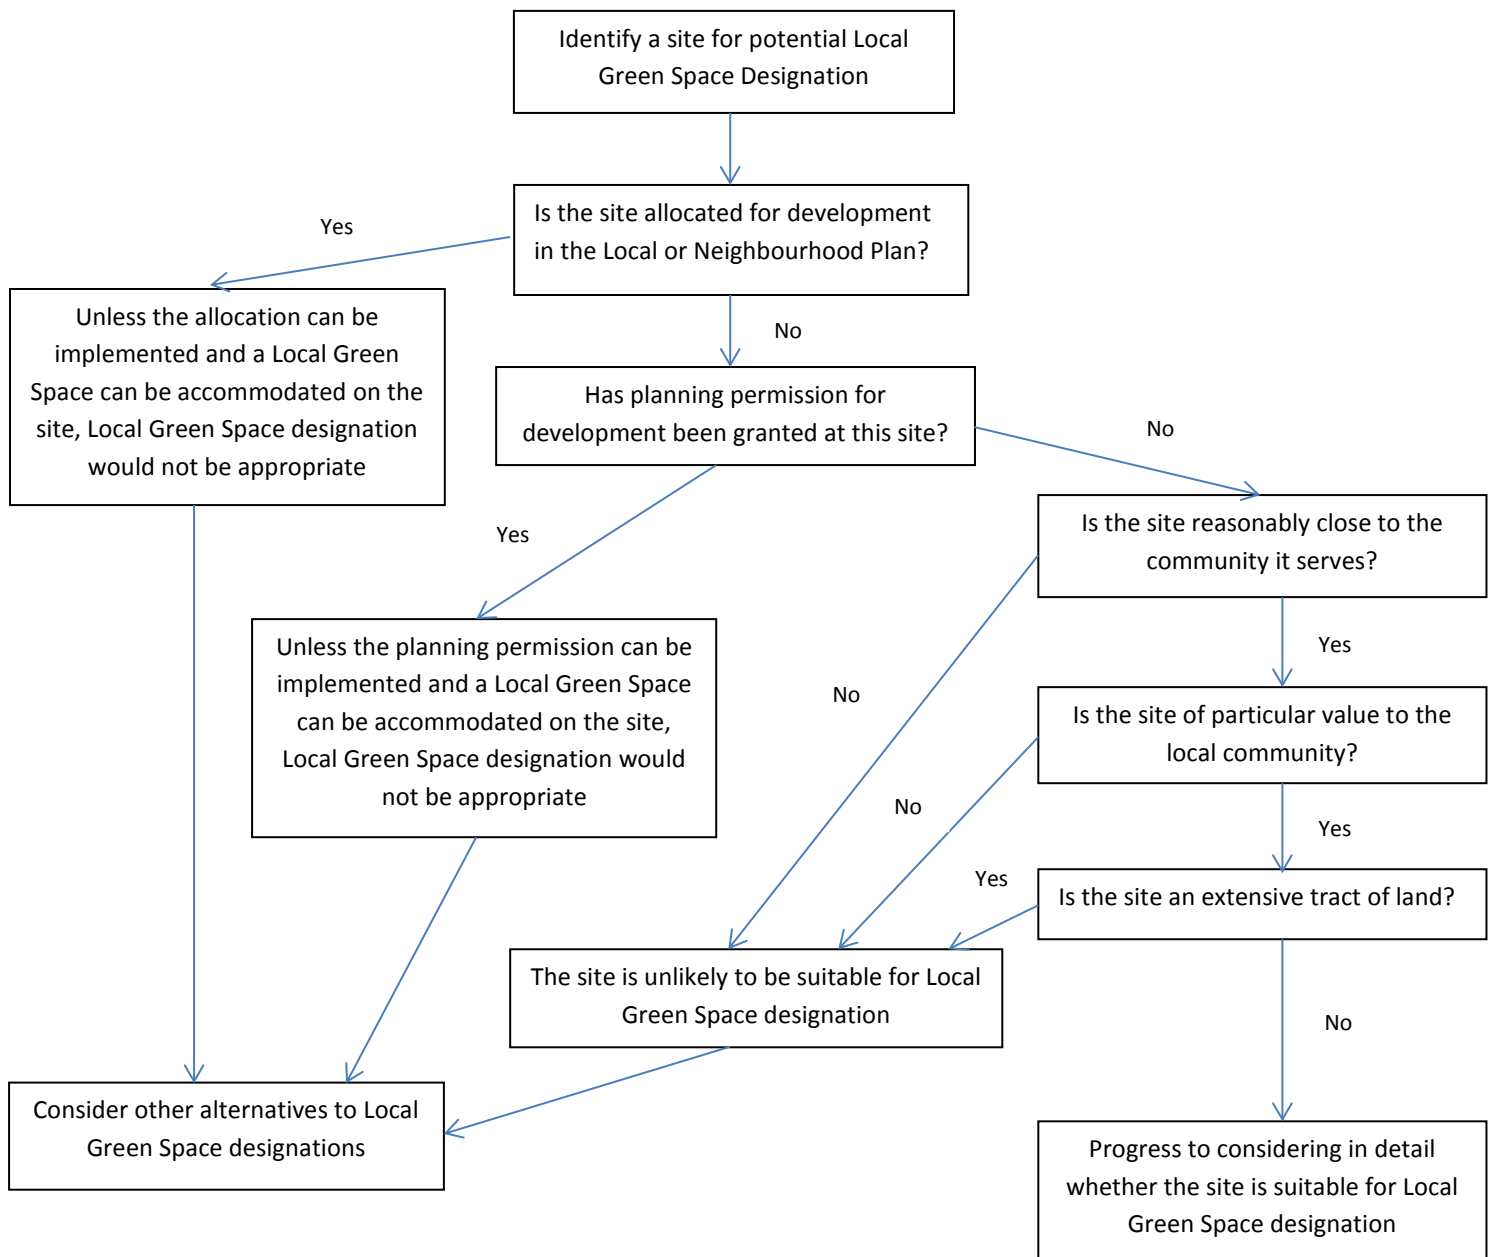 Identify a site for potential Local
Green Space Designation
Is the site allocated for development
in the Local or Neighbourhood Plan?
Yes
Unless the allocation can be
implemented and a Local Green
Space can be accommodated on the
site, Local Green Space designation
would not be appropriate
No
Has planning permission for
development been granted at this site?
No
Yes
Is the site reasonably close to the
community it serves?
Unless the planning permission can be
implemented and a Local Green Space
can be accommodated on the site,
Local Green Space designation would
not be appropriate
Yes
No
Is the site of particular value to the
local community?
No
Yes
Yes
Is the site an extensive tract of land?
The site is unlikely to be suitable for Local
Green Space designation
No
Consider other alternatives to Local
Green Space designations
Progress to considering in detail
whether the site is suitable for Local
Green Space designation